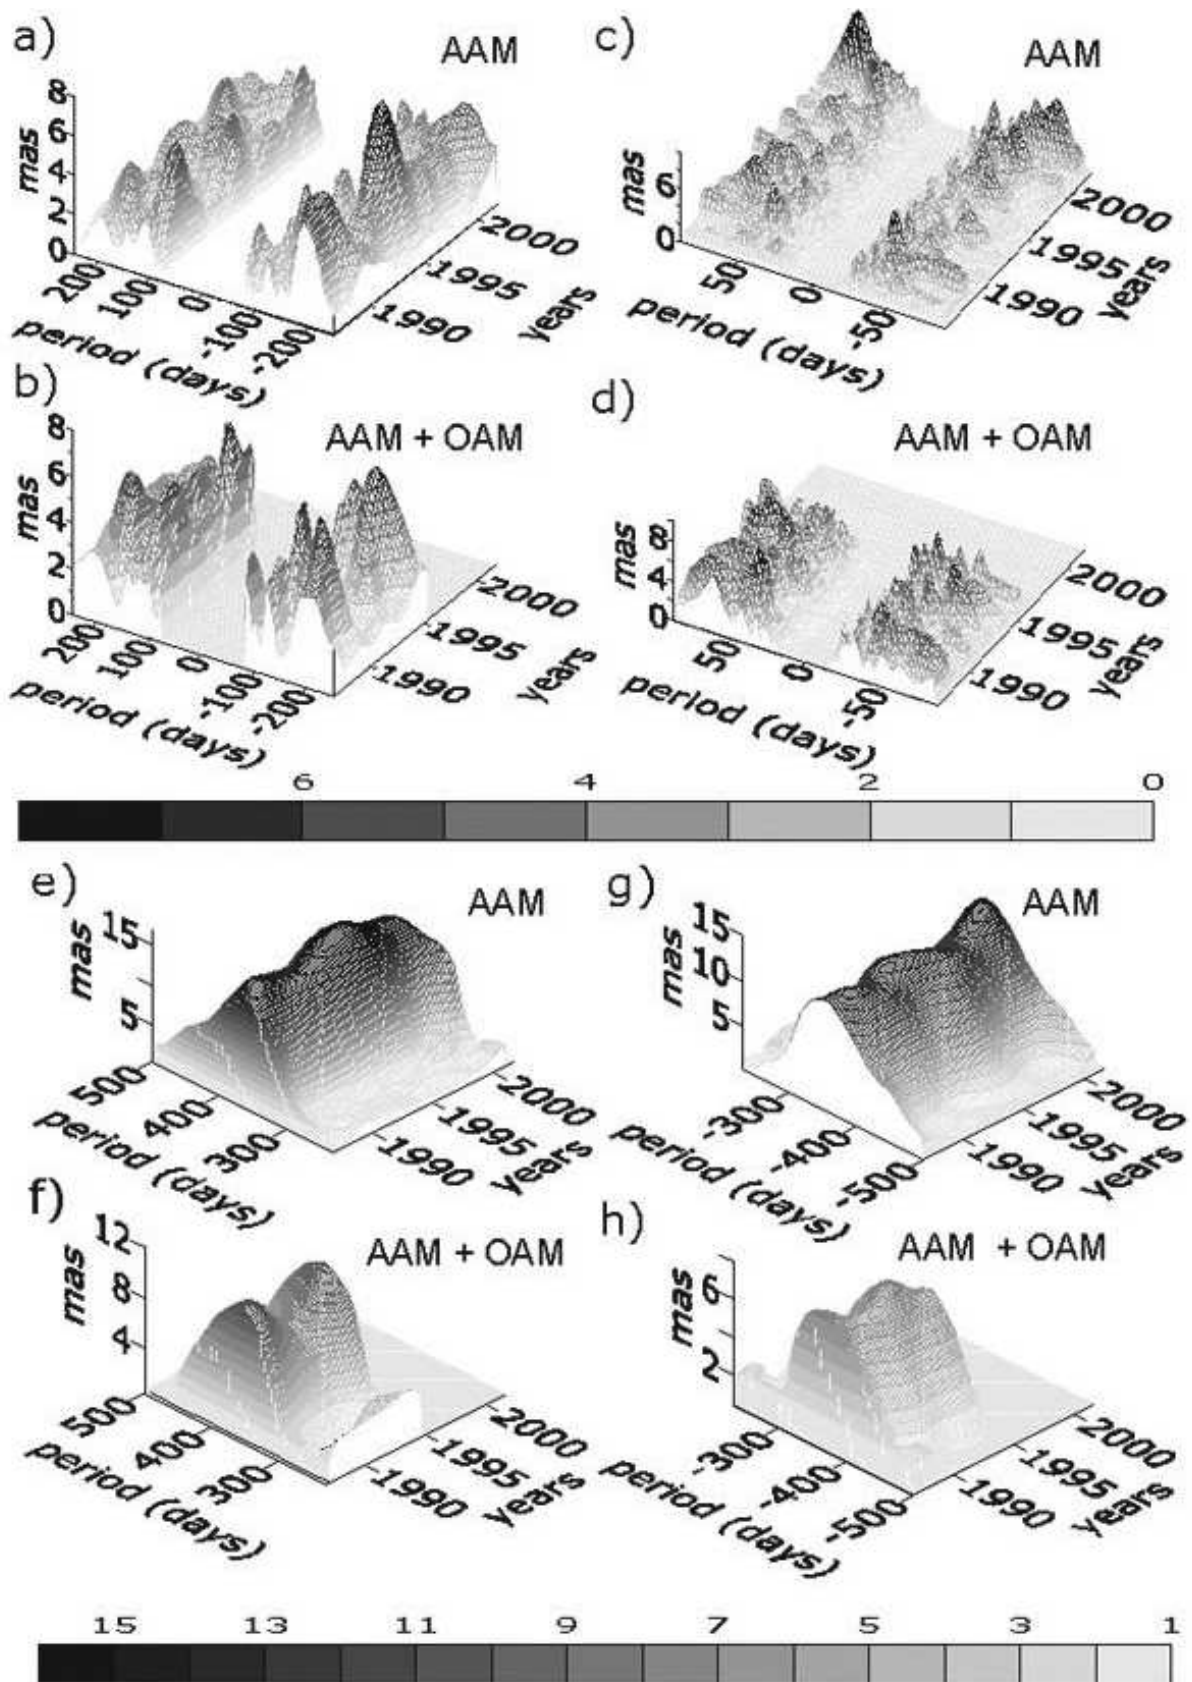 a)
AAM
mas
8
6
4
2
0
200
100
0
-100
-200
period (days)
1990
1995
2000
years
c)
AAM
mas
6
0
50
0
-50
period (days)
1990
1995
2000
years
b)
AAM + OAM
mas
8
6
4
2
0
200
100
0
-100
-200
period (days)
1990
1995
2000
years
d)
AAM + OAM
mas
8
4
0
50
0
-50
period (days)
1990
1995
2000
years
6 4 2 0
e)
AAM
mas
15
5
500
400
300
period (days)
1990
1995
2000
years
g)
AAM
mas
15
10
5
-300
-400
-500
period (days)
1990
1995
2000
years
f)
AAM + OAM
mas
12
8
4
500
400
300
period (days)
1990
1995
2000
years
h)
AAM + OAM
mas
6
2
-300
-400
-500
period (days)
1990
1995
2000
years
15 13 11 9 7 5 3 1